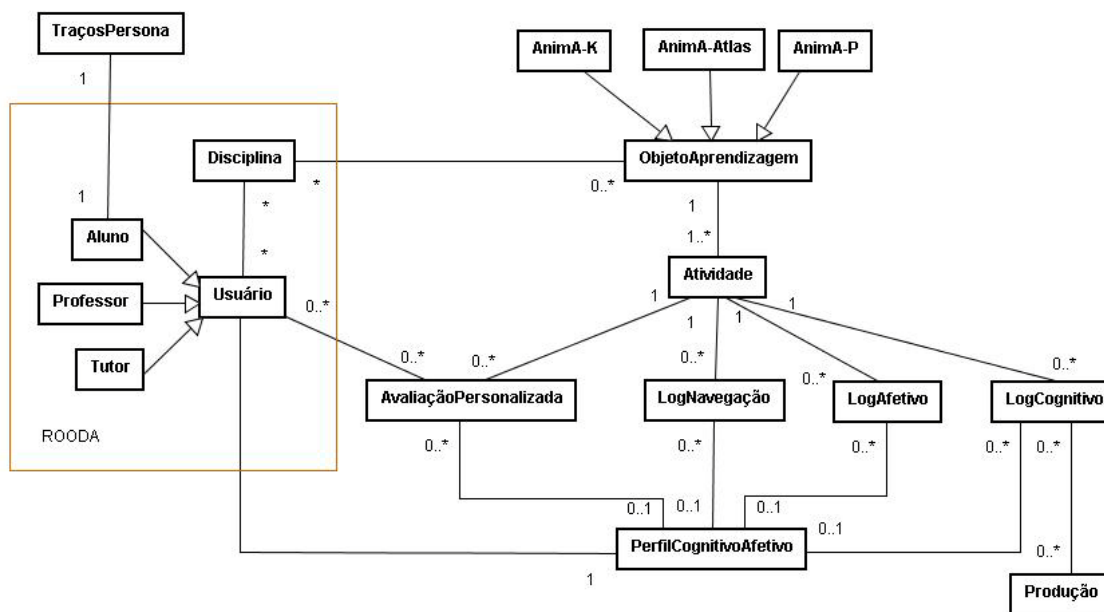 TraçosPersona
AnimA-K
AnimA-Atlas
AnimA-P
1
Disciplina
ObjetoAprendizagem
*
0..*
1
*
1
Aluno
*
1..*
Atividade
Professor
Usuário
0..*
1
1
1
1
Tutor
0..*
0..*
0..*
0..*
0..*
AvaliaçãoPersonalizada
LogNavegação
LogAfetivo
LogCognitivo
ROODA
0..*
0..*
0..*
0..*
0..*
0..1
0..1
0..1
0..1
PerfilCognitivoAfetivo
0..*
1
Produção